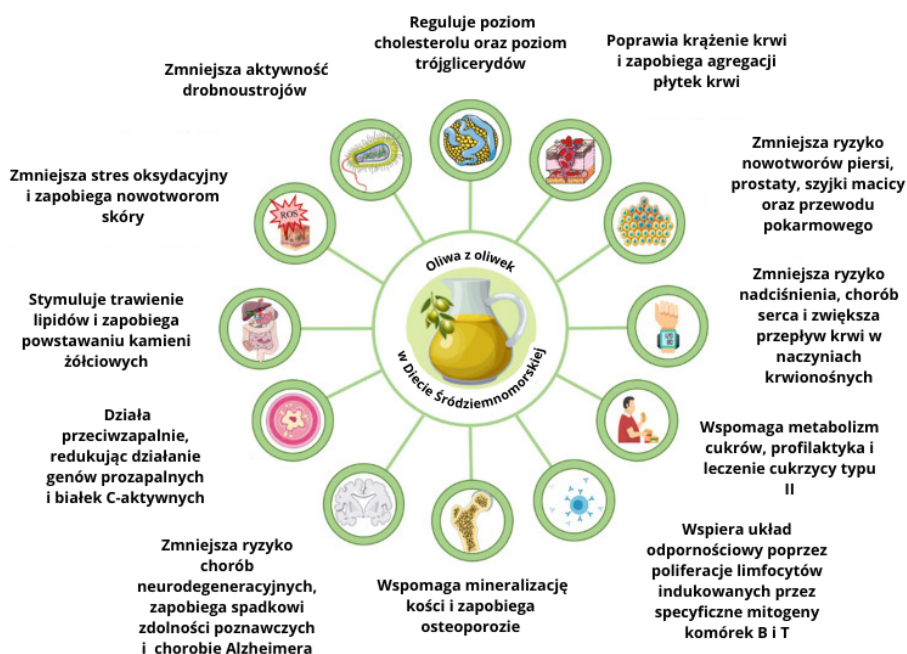 Reguluje poziom
cholesterolu oraz poziom
trójglicerydów
Poprawia krążenie krwi
i zapobiega agregacji
płytek krwi
Zmniejsza ryzyko
nowotworów piersi,
prostaty, szyjki macicy
oraz przewodu
pokarmowego
Zmniejsza ryzyko
nadciśnienia, chorób
serca i zwiększa
przepływ krwi w
naczyniach
krwionośnych
Wspomaga metabolizm
cukrów, profilaktyka i
leczenie cukrzycy typu
II
Wspiera układ
odpornościowy poprzez
poliferacje limfocytów
indukowanych przez
specyficzne mitogeny
komórek B i T
Wspomaga mineralizację
kości i zapobiega
osteoporozie
Zmniejsza ryzyko
chorób
neurodegeneracyjnych,
zapobiega spadkowi
zdolności poznawczych
i chorobie Alzheimera
Działa
przeciwzapalnie,
redukując działanie
genów prozapalnych
i białek C-aktywnych
Stymuluje trawienie
lipidów i zapobiega
powstawaniu kamieni
żółciowych
Zmniejsza stres oksydacyjny
i zapobiega nowotworom
skóry
Zmniejsza aktywność
drobnoustrojów
ROS
Oliwa z oliwek
w Diecie Śródziemnomorskiej